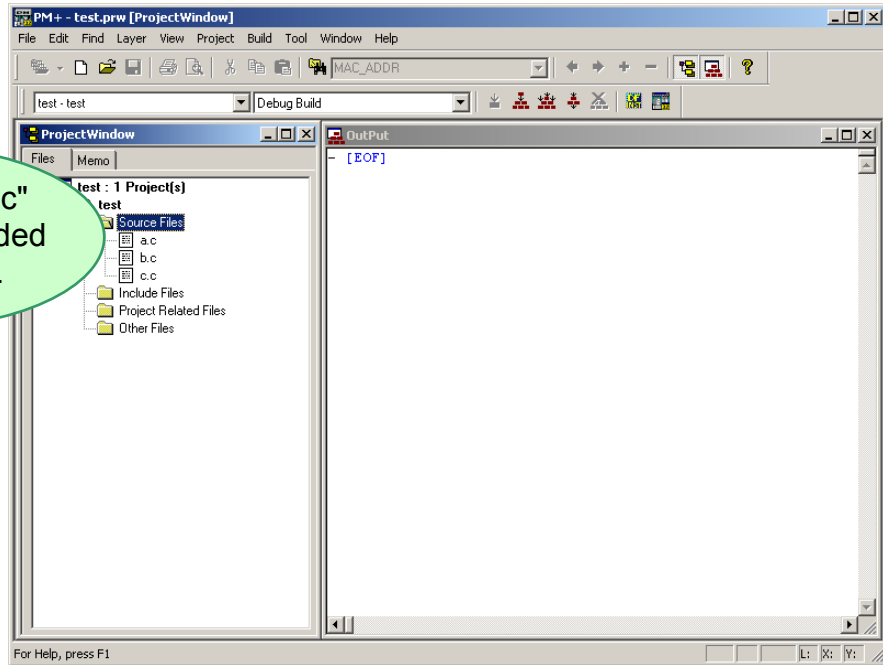 PM+ - test.prw [ProjectWindow]
File Edit Find Layer View Project Build Tool Window Help
MAC_ADDR
test - test
Debug Build
ProjectWindow
OutPut
Files Memo
[EOF]
test : 1 Project(s)
test
c"
ded
.
Source Files
a.c
b.c
c.c
Include Files
Project Related Files
Other Files
For Help, press F1
L: X: Y: